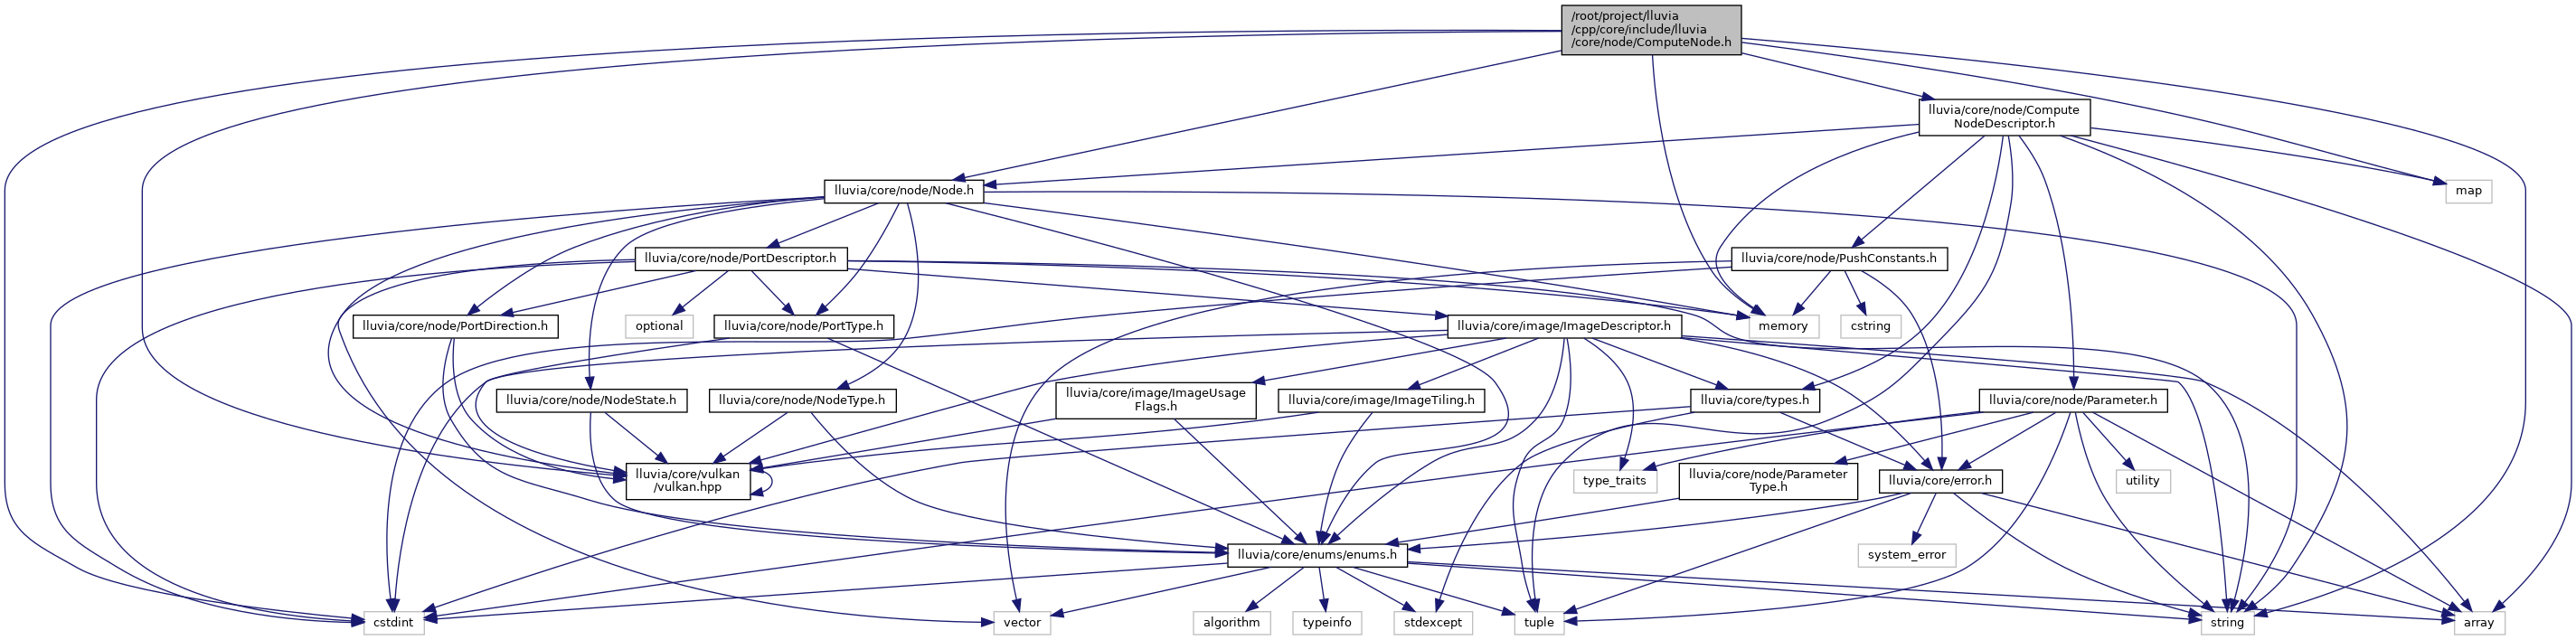 /root/project/lluvia
/cpp/core/include/lluvia
/core/node/ComputeNode.h
lluvia/core/node/Compute
NodeDescriptor.h
lluvia/core/node/Node.h
map
lluvia/core/node/PortDescriptor.h
lluvia/core/node/PushConstants.h
lluvia/core/node/PortDirection.h
optional
lluvia/core/node/PortType.h
lluvia/core/image/ImageDescriptor.h
memory
cstring
lluvia/core/node/NodeState.h
lluvia/core/node/NodeType.h
lluvia/core/image/ImageUsage
Flags.h
lluvia/core/image/ImageTiling.h
lluvia/core/types.h
lluvia/core/node/Parameter.h
lluvia/core/vulkan
/vulkan.hpp
type_traits
lluvia/core/node/Parameter
Type.h
lluvia/core/error.h
utility
lluvia/core/enums/enums.h
system_error
cstdint
vector
algorithm
typeinfo
stdexcept
tuple
string
array